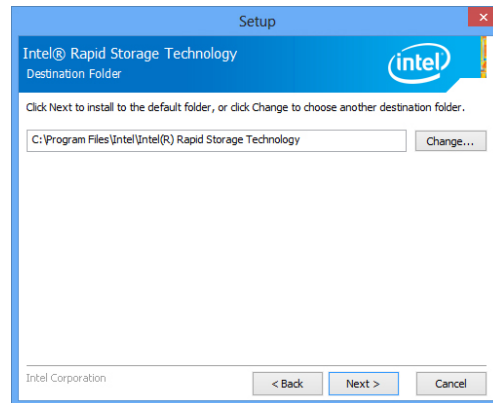 Setup
Intel® Rapid Storage Technology
Destination Folder
intel
Click Next to install to the default folder, or click Change to choose another destination folder.
C:\Program Files\Intel\Intel(R) Rapid Storage Technology
Change...
Intel Corporation
< Back
Next >
Cancel